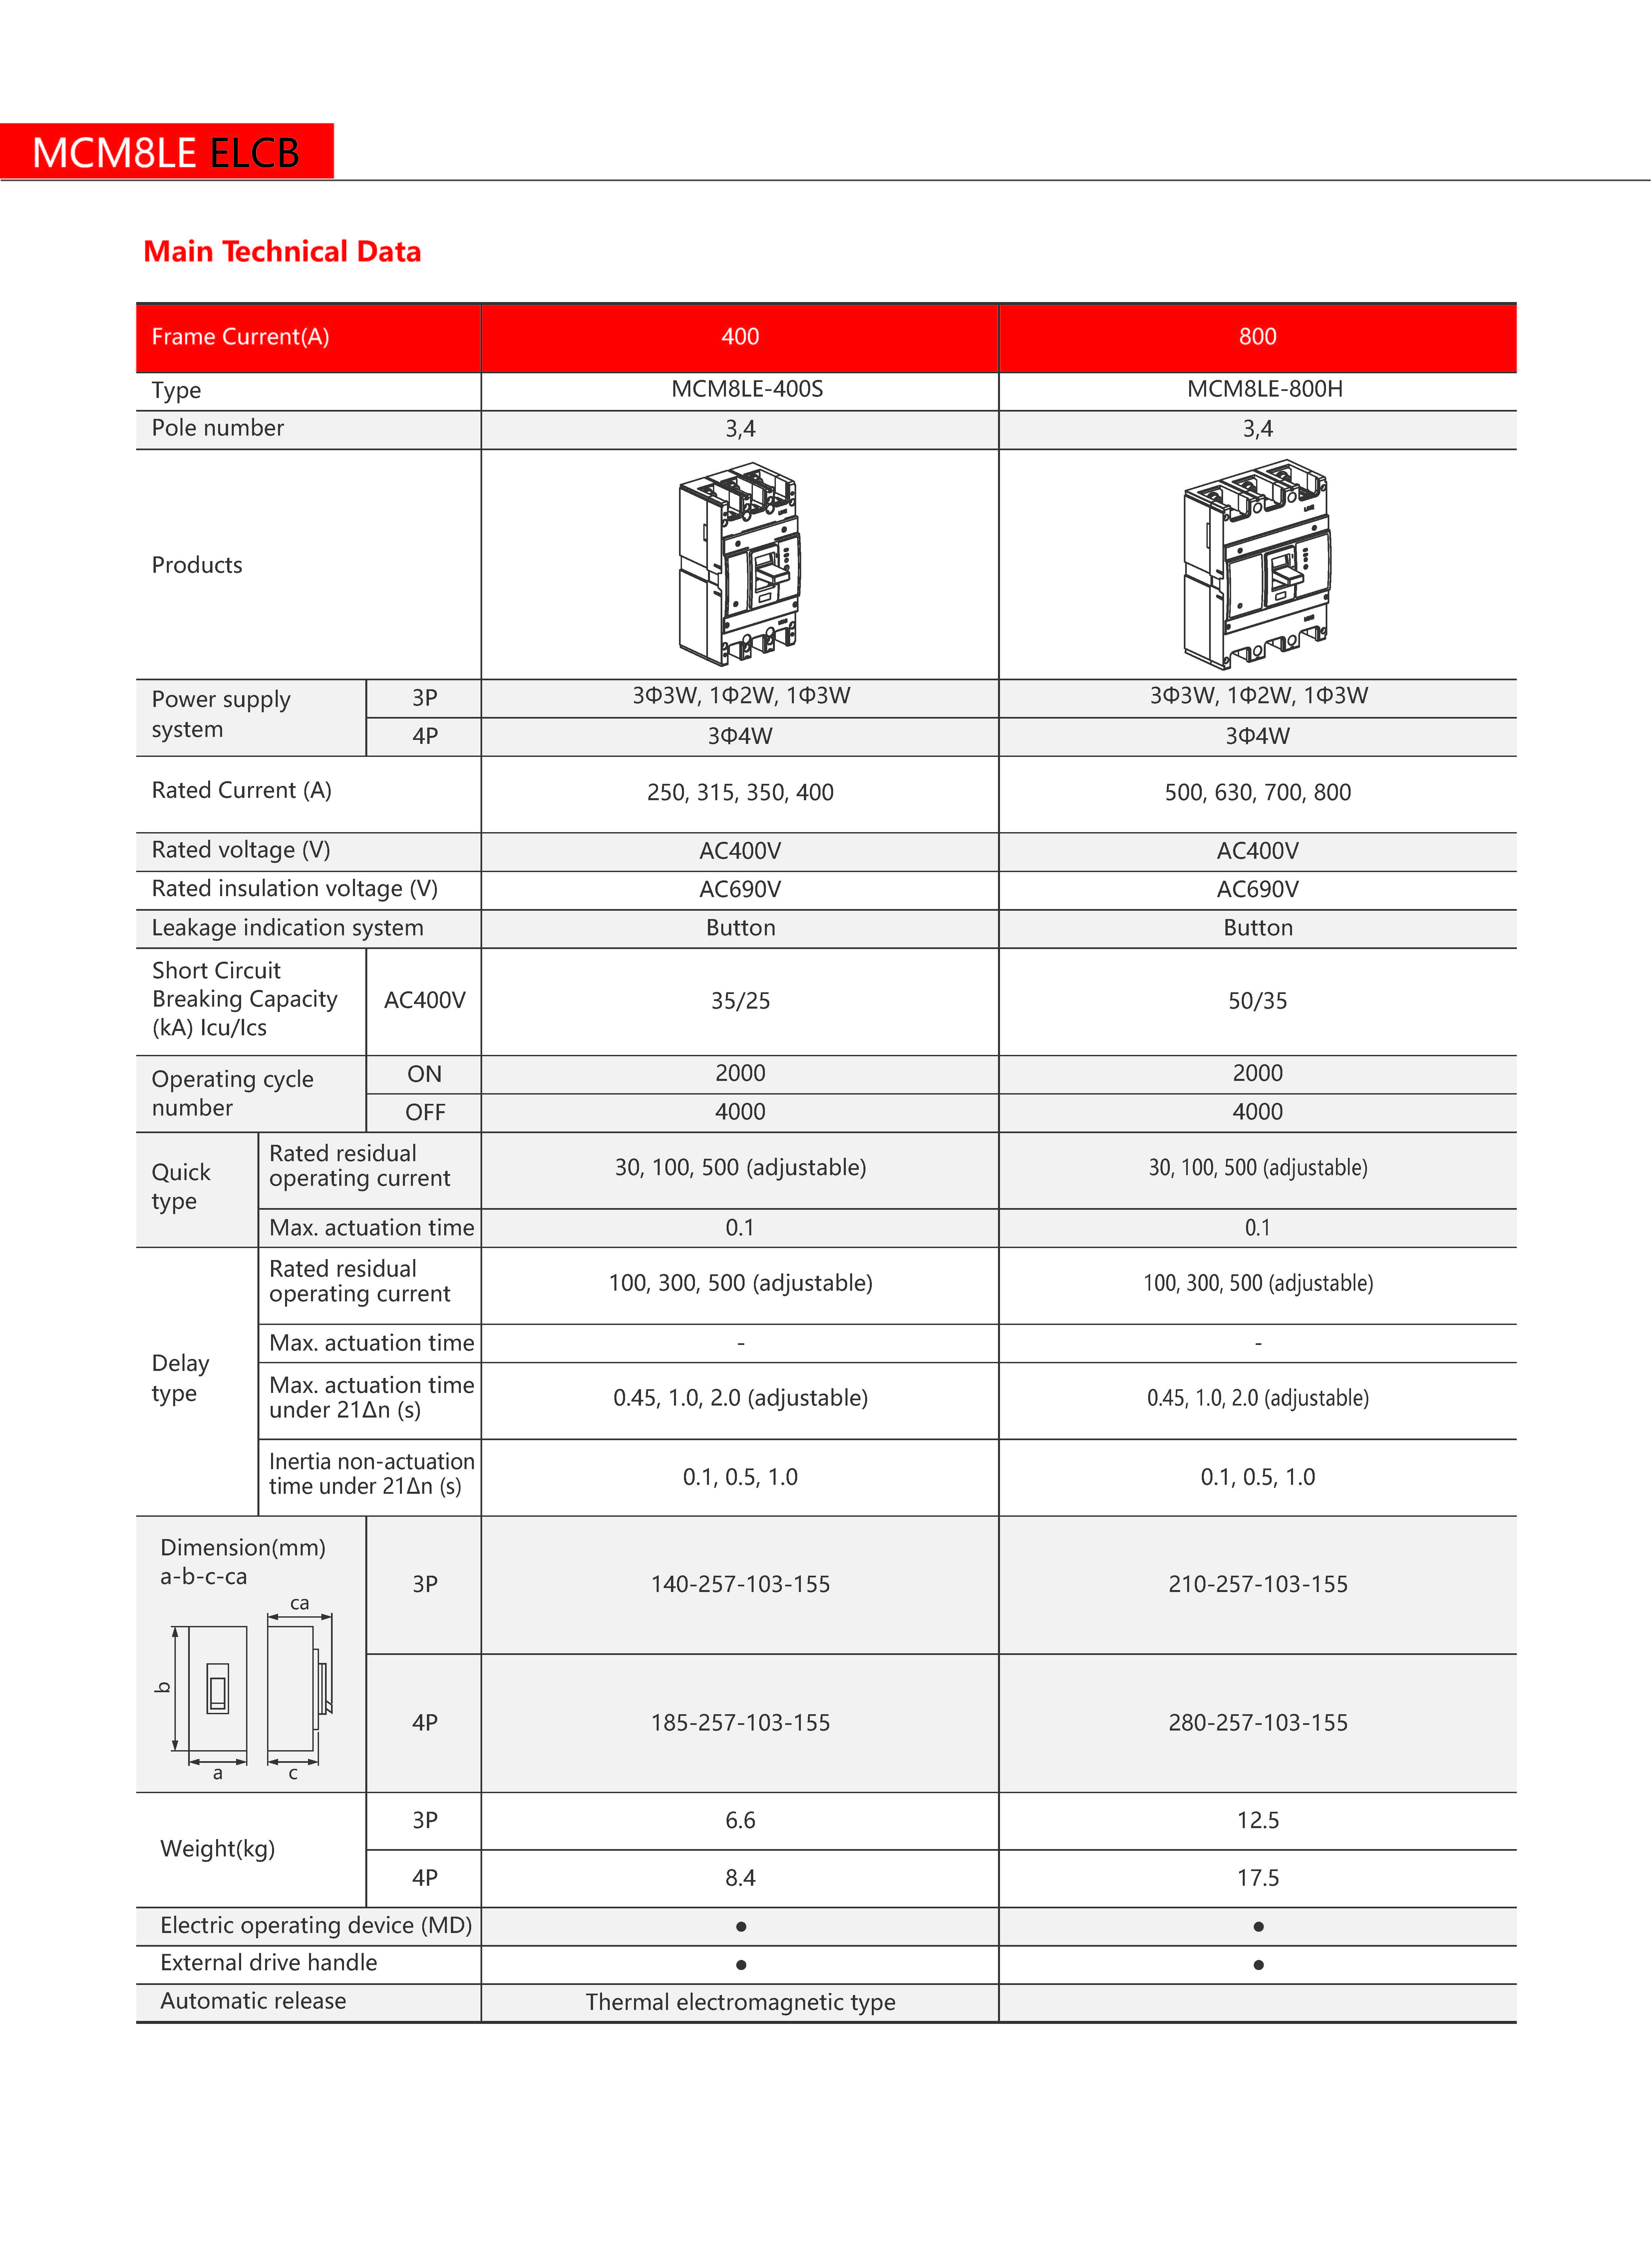 MCM8LE ELCB
Main Technical Data
Frame Current(A) 400 800
Type MCM8LE-400S MCM8LE-800H
Pole number 3,4 3,4
Products
Power supply
system
3P 3Φ3W, 1Φ2W, 1Φ3W 3Φ3W, 1Φ2W, 1Φ3W
4P 3Φ4W 3Φ4W
Rated Current (A) 250, 315, 350, 400 500, 630, 700, 800
Rated voltage (V) AC400V AC400V
Rated insulation voltage (V) AC690V AC690V
Leakage indication system Button Button
Short Circuit
Breaking Capacity
(kA) Icu/Ics
AC400V 35/25 50/35
Operating cycle
number
ON 2000 2000
OFF 4000 4000
Quick
type
Rated residual
operating current
30, 100, 500 (adjustable) 30, 100, 500 (adjustable)
Max. actuation time 0.1 0.1
Delay
type
Rated residual
operating current
100, 300, 500 (adjustable) 100, 300, 500 (adjustable)
Max. actuation time - -
Max. actuation time
under 21Δn (s)
0.45, 1.0, 2.0 (adjustable) 0.45, 1.0, 2.0 (adjustable)
Inertia non-actuation
time under 21Δn (s)
0.1, 0.5, 1.0 0.1, 0.5, 1.0
Dimension(mm)
a-b-c-ca
ca
b
a c
3P 140-257-103-155 210-257-103-155
4P 185-257-103-155 280-257-103-155
Weight(kg)
3P 6.6 12.5
4P 8.4 17.5
Electric operating device (MD) ● ●
External drive handle ● ●
Automatic release Thermal electromagnetic type